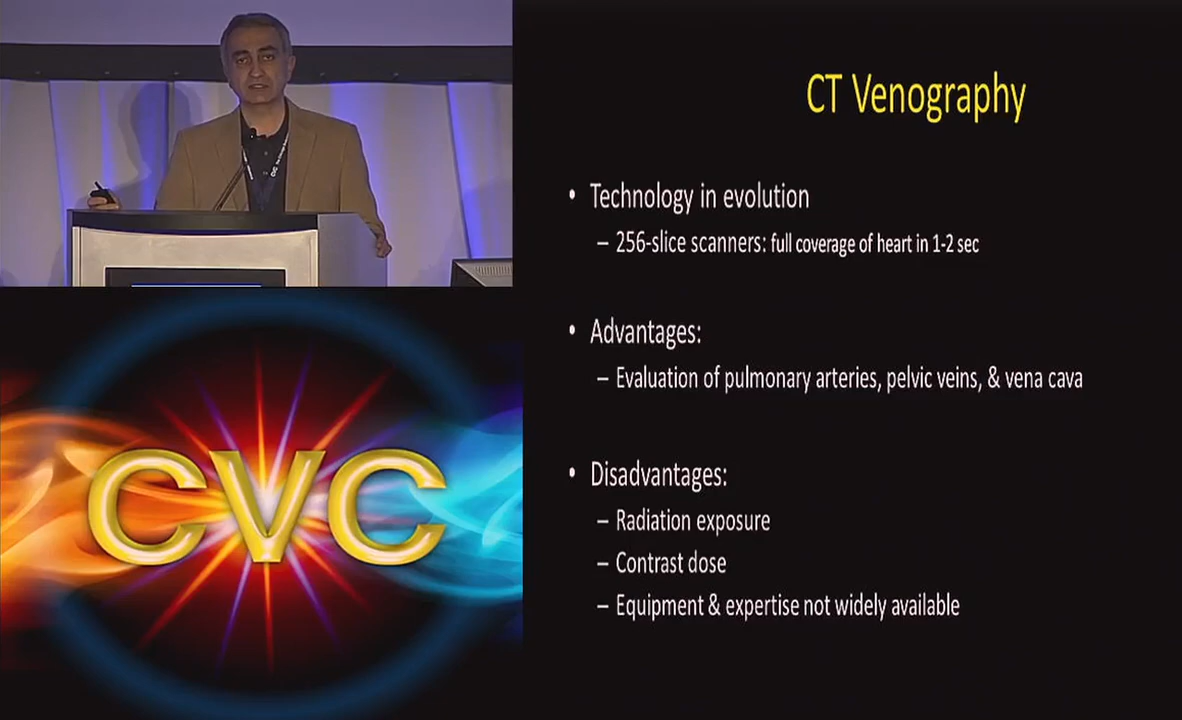 CT Venography
• Technology in evolution
– 256-slice scanners: full coverage of heart in 1-2 sec
• Advantages:
– Evaluation of pulmonary arteries, pelvic veins, & vena cava
• Disadvantages:
– Radiation exposure
– Contrast dose
– Equipment & expertise not widely available
CVC